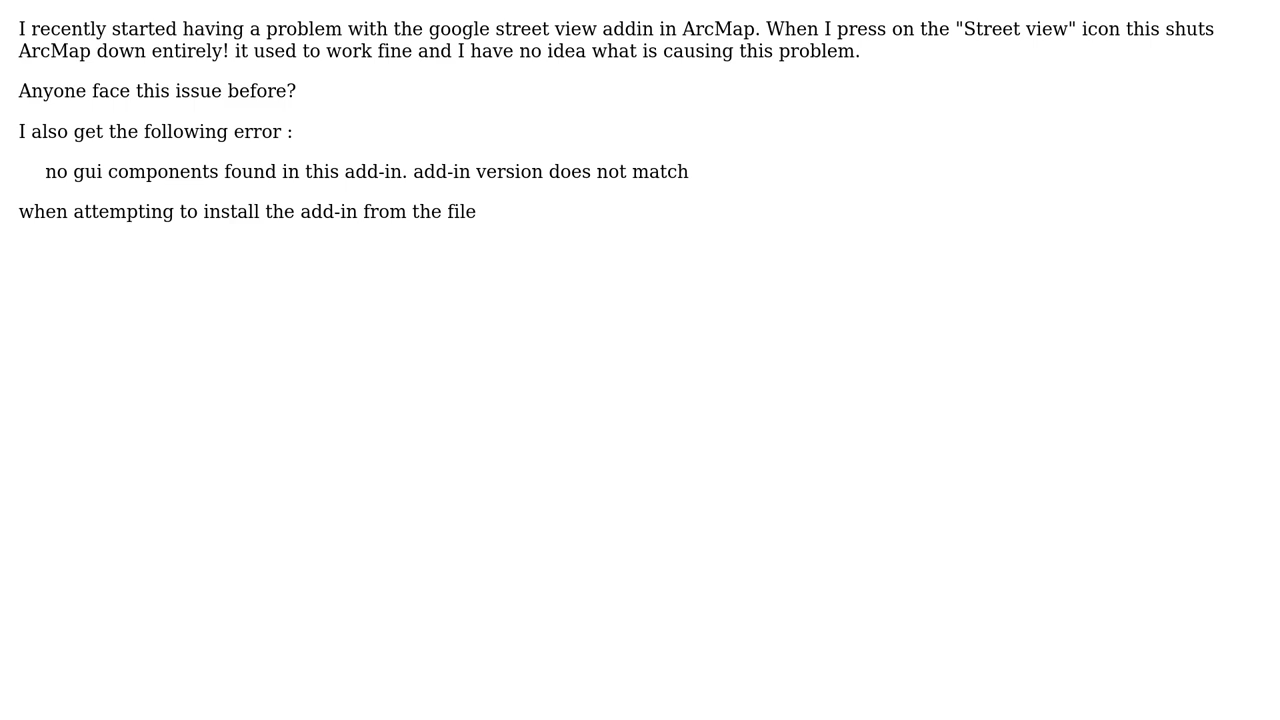 I recently started having a problem with the google street view addin in ArcMap. When I press on the "Street view" icon this shuts
ArcMap down entirely! it used to work fine and I have no idea what is causing this problem.
Anyone face this issue before?
I also get the following error :
no gui components found in this add-in. add-in version does not match
when attempting to install the add-in from the file